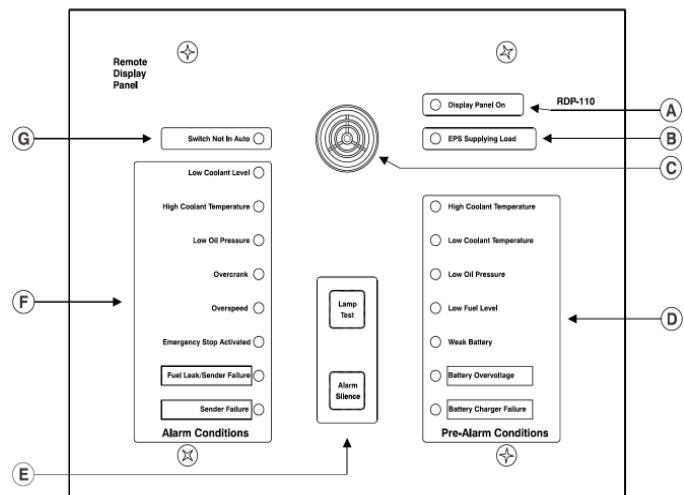 Remote
Display
Panel
Display Panel On
RDP-110
A
G
Switch Not In Auto
EPS Supplying Load
B
C
Low Coolant Level
High Coolant Temperature
Low Oil Pressure
Overcrank
Overspeed
Emergency Stop Activated
Fuel Leak/Sender Failure
Sender Failure
Alarm Conditions
F
Lamp
Test
Alarm
Silence
E
High Coolant Temperature
Low Coolant Temperature
Low Oil Pressure
Low Fuel Level
Weak Battery
Battery Overvoltage
Battery Charger Failure
Pre-Alarm Conditions
D